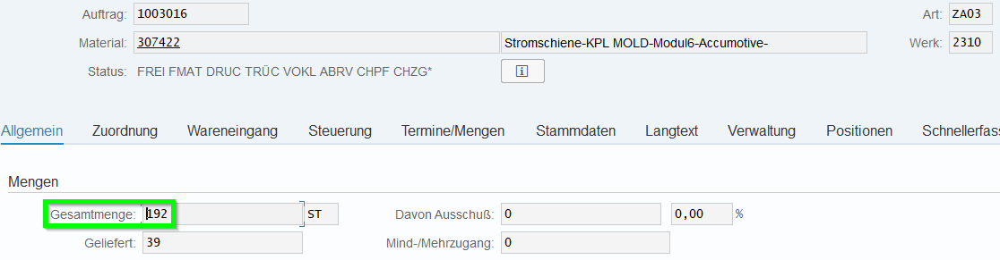 Auftrag: 1003016 Art: ZA03
Material: 307422 Stromschiene-KPL MOLD-Modul6-Accumotive- Werk: 2310
Status: FREI FMAT DRUC TRÜC VOKL ABRV CHPF CHZG*
Allgemein Zuordnung Wareneingang Steuerung Termine/Mengen Stammdaten Langtext Verwaltung Positionen Schnellerfas
Mengen
Gesamtmenge: 192 ST Davon Ausschuß: 0 0,00 %
Geliefert: 39 Mind-/Mehrzugang: 0